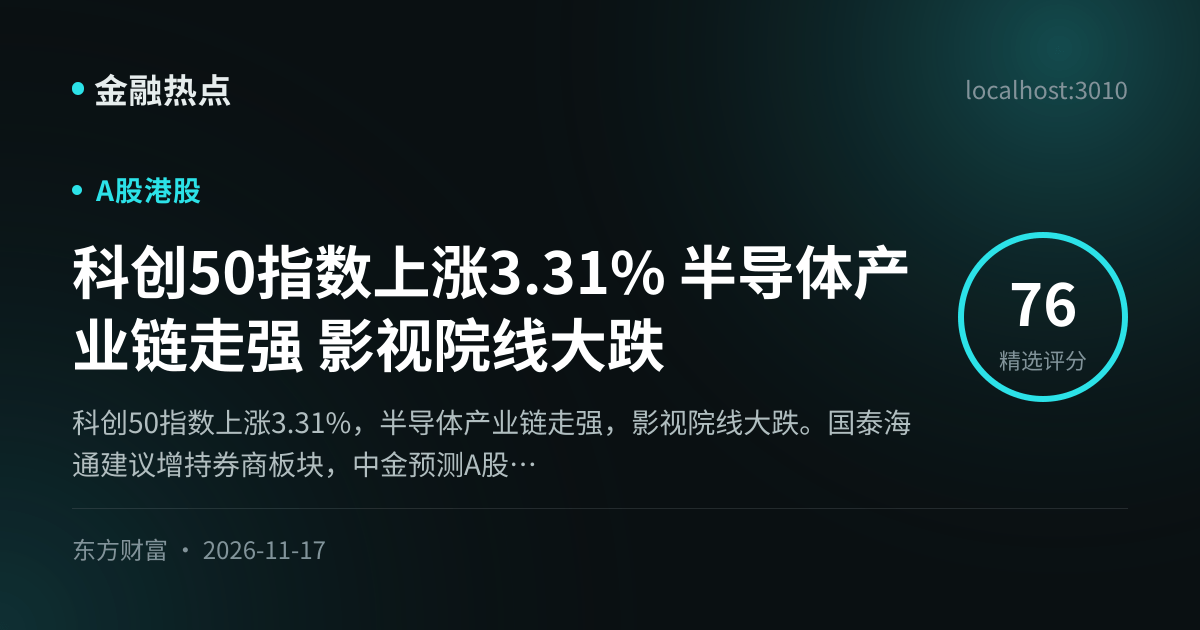 金融热点
localhost:3010
A股港股
科创50指数上涨3.31% 半导体产
业链走强 影视院线大跌
76
精选评分
科创50指数上涨3.31%，半导体产业链走强，影视院线大跌。国泰海
通建议增持券商板块，中金预测A股…
东方财富 · 2026-11-17